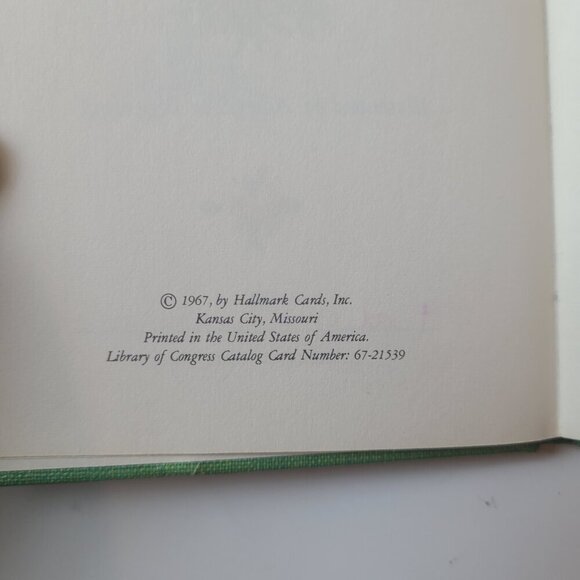 © 1967, by Hallmark Cards, Inc.
Kansas City, Missouri
Printed in the United States of America.
Library of Congress Catalog Card Number: 67-21539